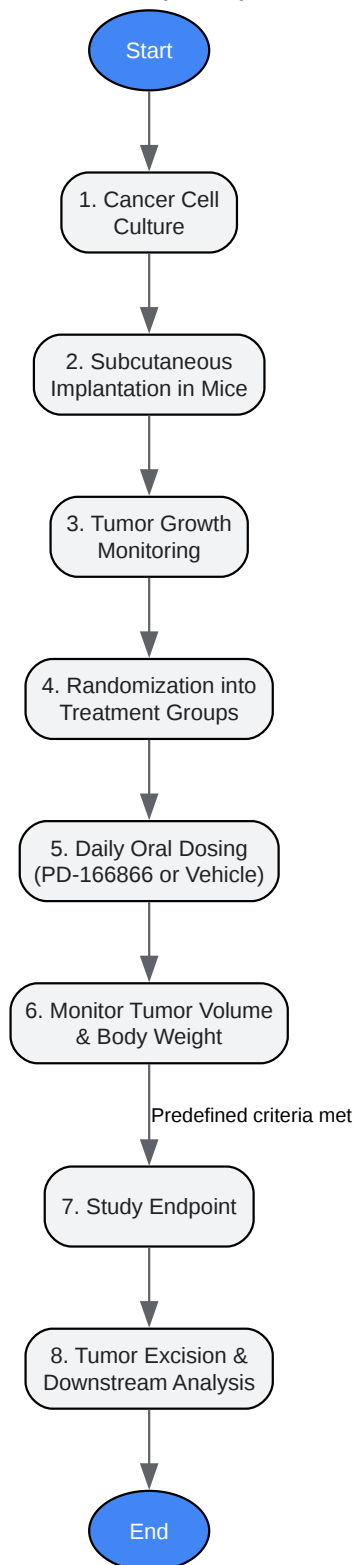 Start
1. Cancer Cell
Culture
2. Subcutaneous
Implantation in Mice
3. Tumor Growth
Monitoring
4. Randomization into
Treatment Groups
5. Daily Oral Dosing
(PD-166866 or Vehicle)
6. Monitor Tumor Volume
& Body Weight
Predefined criteria met
7. Study Endpoint
8. Tumor Excision &
Downstream Analysis
End